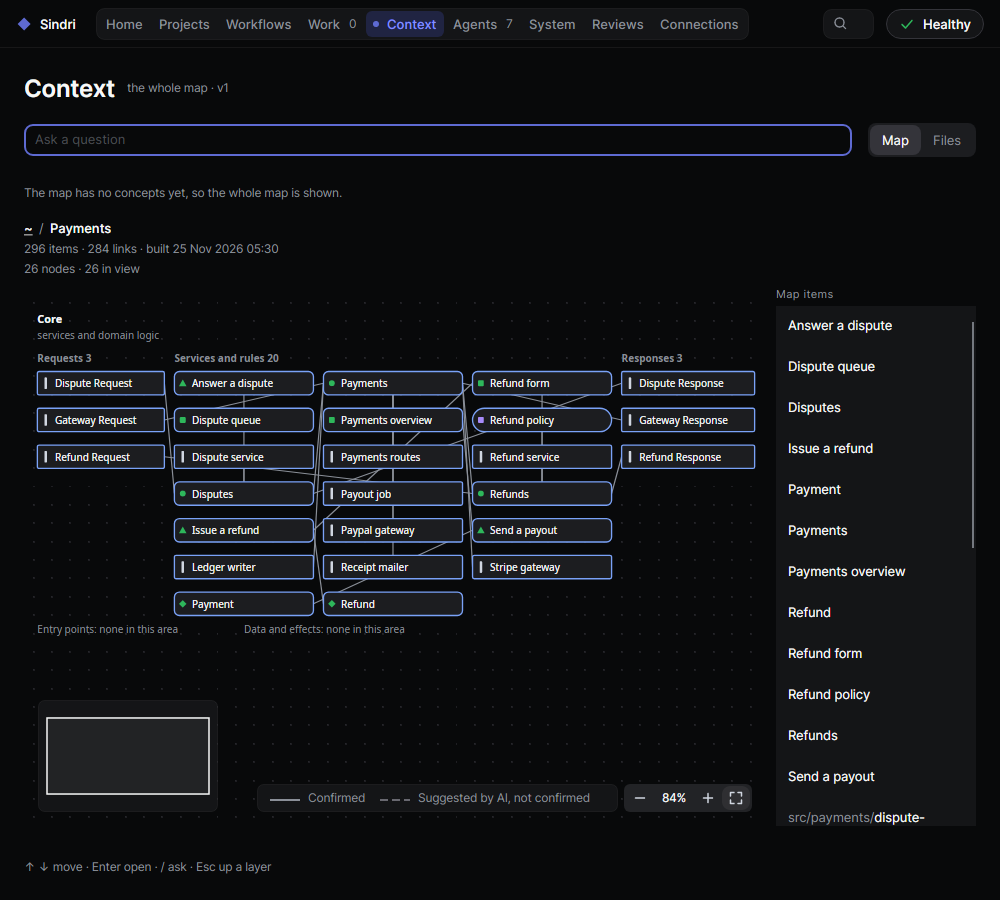 Sindri
Home Projects Workflows Work 0 Context Agents 7 System Reviews Connections
Healthy
Context the whole map · v1
Ask a question
Map Files
The map has no concepts yet, so the whole map is shown.
~ / Payments
296 items · 284 links · built 25 Nov 2026 05:30
26 nodes · 26 in view
Core
services and domain logic
Requests 3
Dispute Request
Gateway Request
Refund Request
Services and rules 20
Answer a dispute
Dispute queue
Dispute service
Disputes
Issue a refund
Ledger writer
Payment
Payments
Payments overview
Payments routes
Payout job
Paypal gateway
Receipt mailer
Refund
Refund form
Refund policy
Refund service
Refunds
Send a payout
Stripe gateway
Responses 3
Dispute Response
Gateway Response
Refund Response
Entry points: none in this area
Data and effects: none in this area
Confirmed
Suggested by AI, not confirmed
− 84% +
Map items
Answer a dispute
Dispute queue
Disputes
Issue a refund
Payment
Payments
Payments overview
Refund
Refund form
Refund policy
Refunds
Send a payout
src/payments/dispute-
↑ ↓ move · Enter open · / ask · Esc up a layer